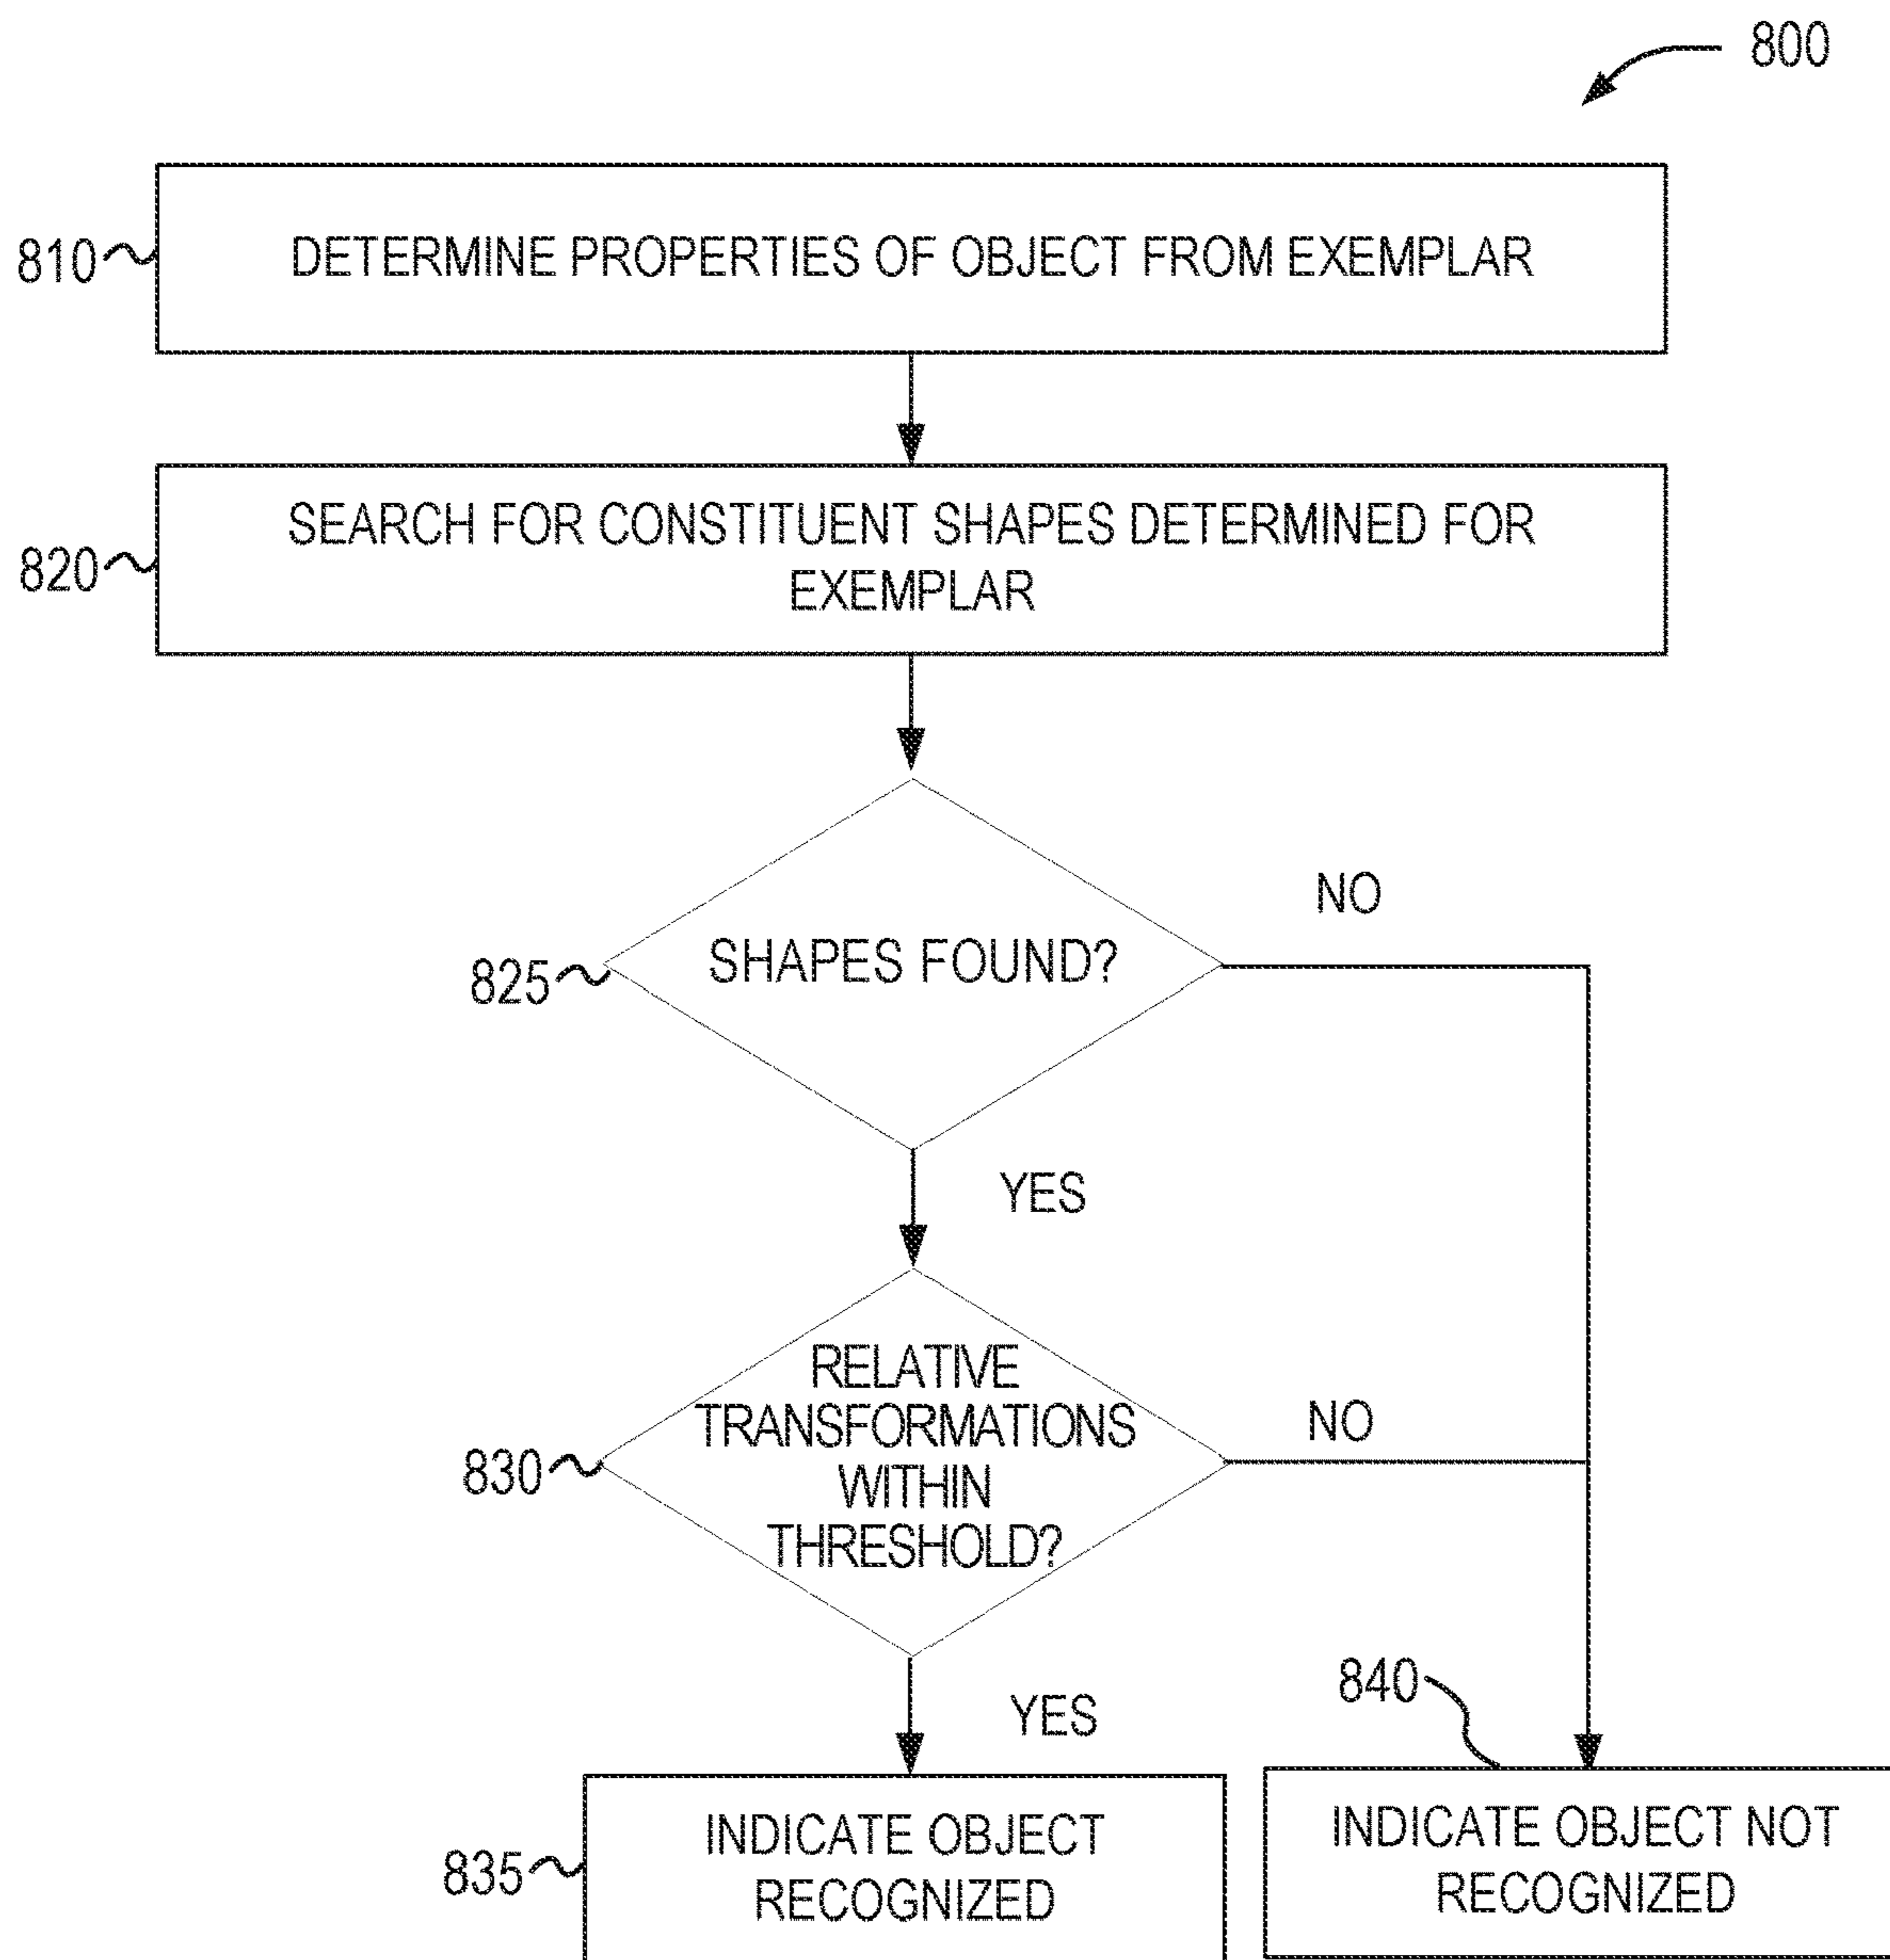 800
810
DETERMINE PROPERTIES OF OBJECT FROM EXEMPLAR
820
SEARCH FOR CONSTITUENT SHAPES DETERMINED FOR
EXEMPLAR
825
SHAPES FOUND?
NO
YES
830
RELATIVE
TRANSFORMATIONS
WITHIN
THRESHOLD?
NO
YES
835
INDICATE OBJECT
RECOGNIZED
840
INDICATE OBJECT NOT
RECOGNIZED